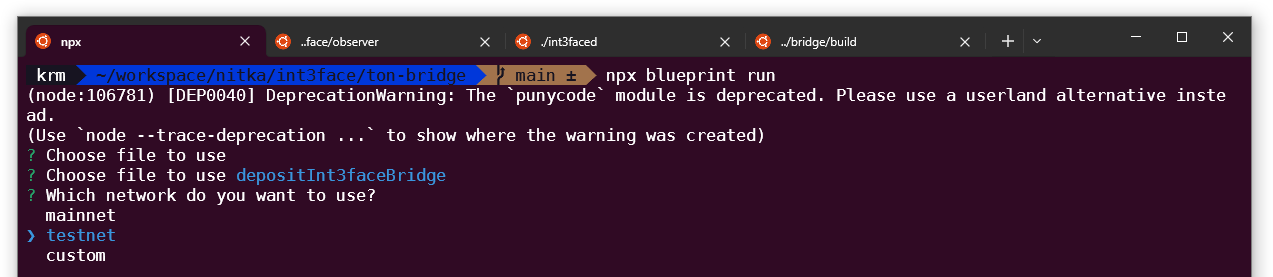 npx ..face/observer ./int3faced ../bridge/build
krm ~/workspace/nitka/int3face/ton-bridge main ± npx blueprint run
(node:106781) [DEP0040] DeprecationWarning: The `punycode` module is deprecated. Please use a userland alternative inste
ad.
(Use `node --trace-deprecation ...` to show where the warning was created)
? Choose file to use
? Choose file to use depositInt3faceBridge
? Which network do you want to use?
mainnet
❯ testnet
custom